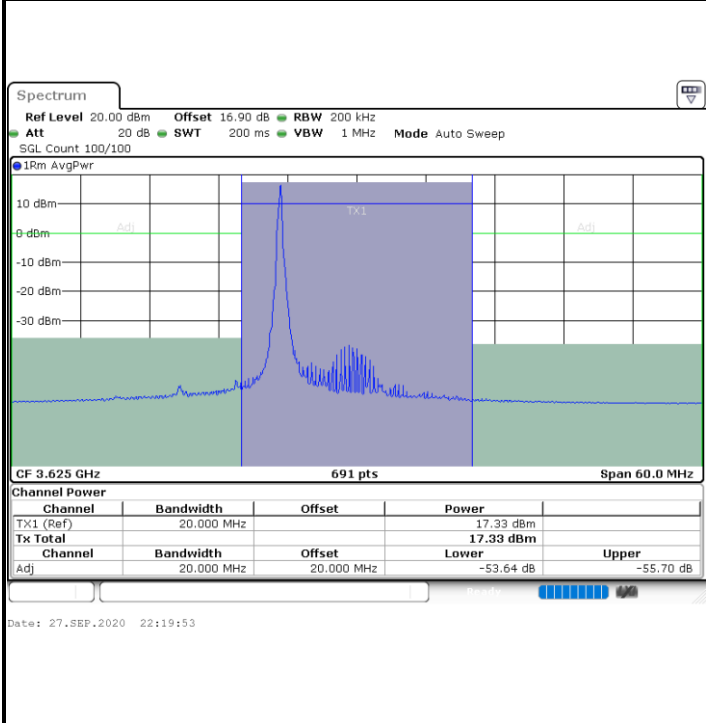 Spectrum
Ref Level 20.00 dBm Offset 16.90 dB RBW 200 kHz
Att 20 dB SWT 200 ms VBW 1 MHz Mode Auto Sweep
SGL Count 100/100
1Rm AvgPwr
10 dBm
TX1
0 dBm Adj Adj
-10 dBm
-20 dBm
-30 dBm
CF 3.625 GHz 691 pts Span 60.0 MHz
Channel Power
Channel Bandwidth Offset Power
TX1 (Ref) 20.000 MHz 17.33 dBm
Tx Total 17.33 dBm
Channel Bandwidth Offset Lower Upper
Adj 20.000 MHz 20.000 MHz -53.64 dB -55.70 dB
Ready
Date: 27.SEP.2020 22:19:53